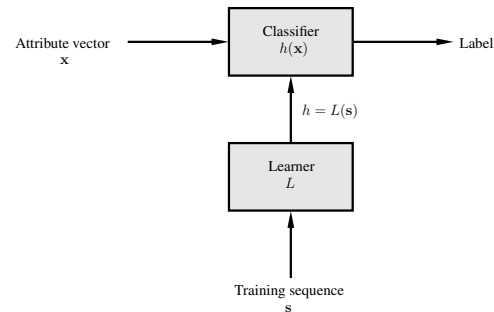 Classifier
h(x)
Attribute vector
x
Label
h = L(s)
Learner
L
Training sequence
s